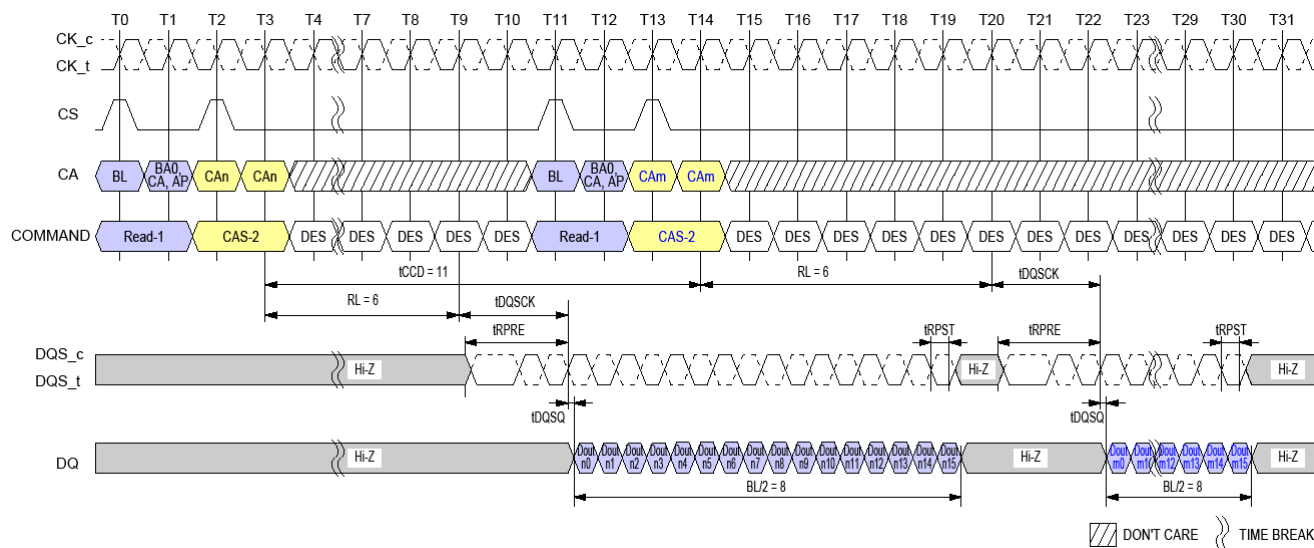 T0 T1 T2 T3 T4 T7 T8 T9 T10 T11 T12 T13 T14 T15 T16 T17 T18 T19 T20 T21 T22 T23 T29 T30 T31
CK_c
CK_t
CS
CA BL BA0, CA, AP CAn CAn BL BA0, CA, AP CAm CAm
COMMAND Read-1 CAS-2 DES DES DES DES DES Read-1 CAS-2 DES DES DES DES DES DES DES DES DES DES DES DES
tCCD = 11 RL = 6 tDQSCK
RL = 6 tDQSCK
tRPRE tRPST tRPRE tRPST
DQS_c
DQS_t
Hi-Z Hi-Z Hi-Z
tDQSQ tDQSQ
DQ Hi-Z Dout n0 Dout n1 Dout n2 Dout n3 Dout n4 Dout n5 Dout n6 Dout n7 Dout n8 Dout n9 Dout n10 Dout n11 Dout n12 Dout n13 Dout n14 Dout n15 Hi-Z Dout m0 Dout m1 Dout m12 Dout m13 Dout m14 Dout m15 Hi-Z
BL/2 = 8 BL/2 = 8
DON'T CARE TIME BREAK